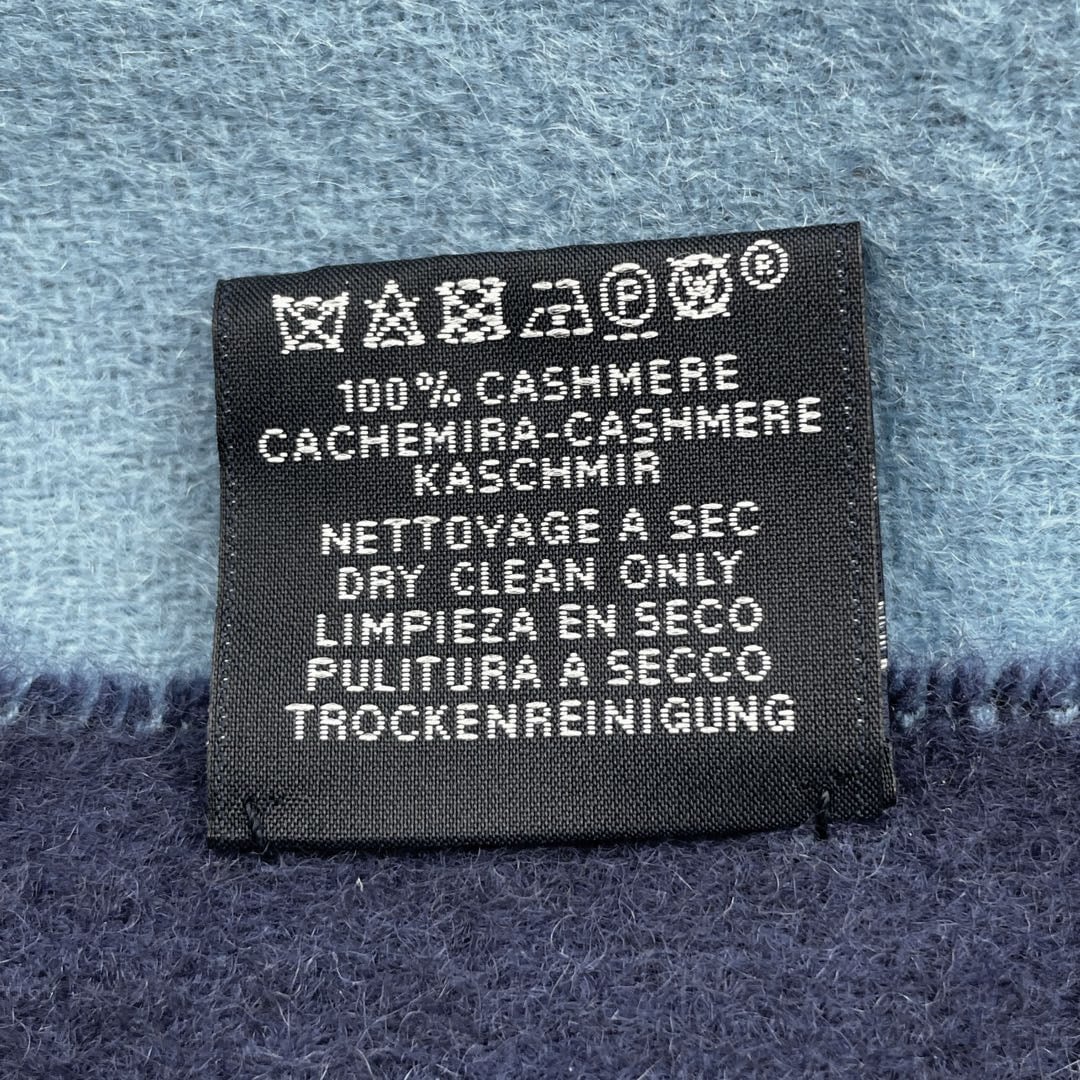 P W ®
100% CASHMERE
CACHEMIRA-CASHMERE
KASCHMIR
NETTOYAGE A SEC
DRY CLEAN ONLY
LIMPIEZA EN SECO
PULITURA A SECCO
TROCKENREINIGUNG